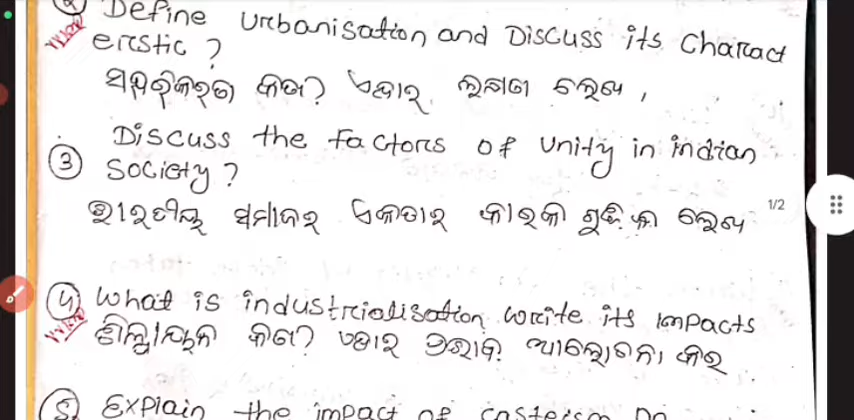 ② Define Urbanisation and Discuss its Charact
eristic ?
ସହରୀକରଣ କଣ? ଏହାର ଲକ୍ଷଣ ଲେଖ ,
Discuss the factors of unity in indian
③ Society ?
ଭାରତୀୟ ସମାଜର ଏକତାର କାରକ ଗୁଡ଼ିକ ଲେଖ
1/2
④ What is industrialisation write its impacts
ଶିଳ୍ପାୟନ କଣ? ଏହାର ପ୍ରଭାବ ଆଲୋଚନା କର
⑤ Explain the impact of casteism on